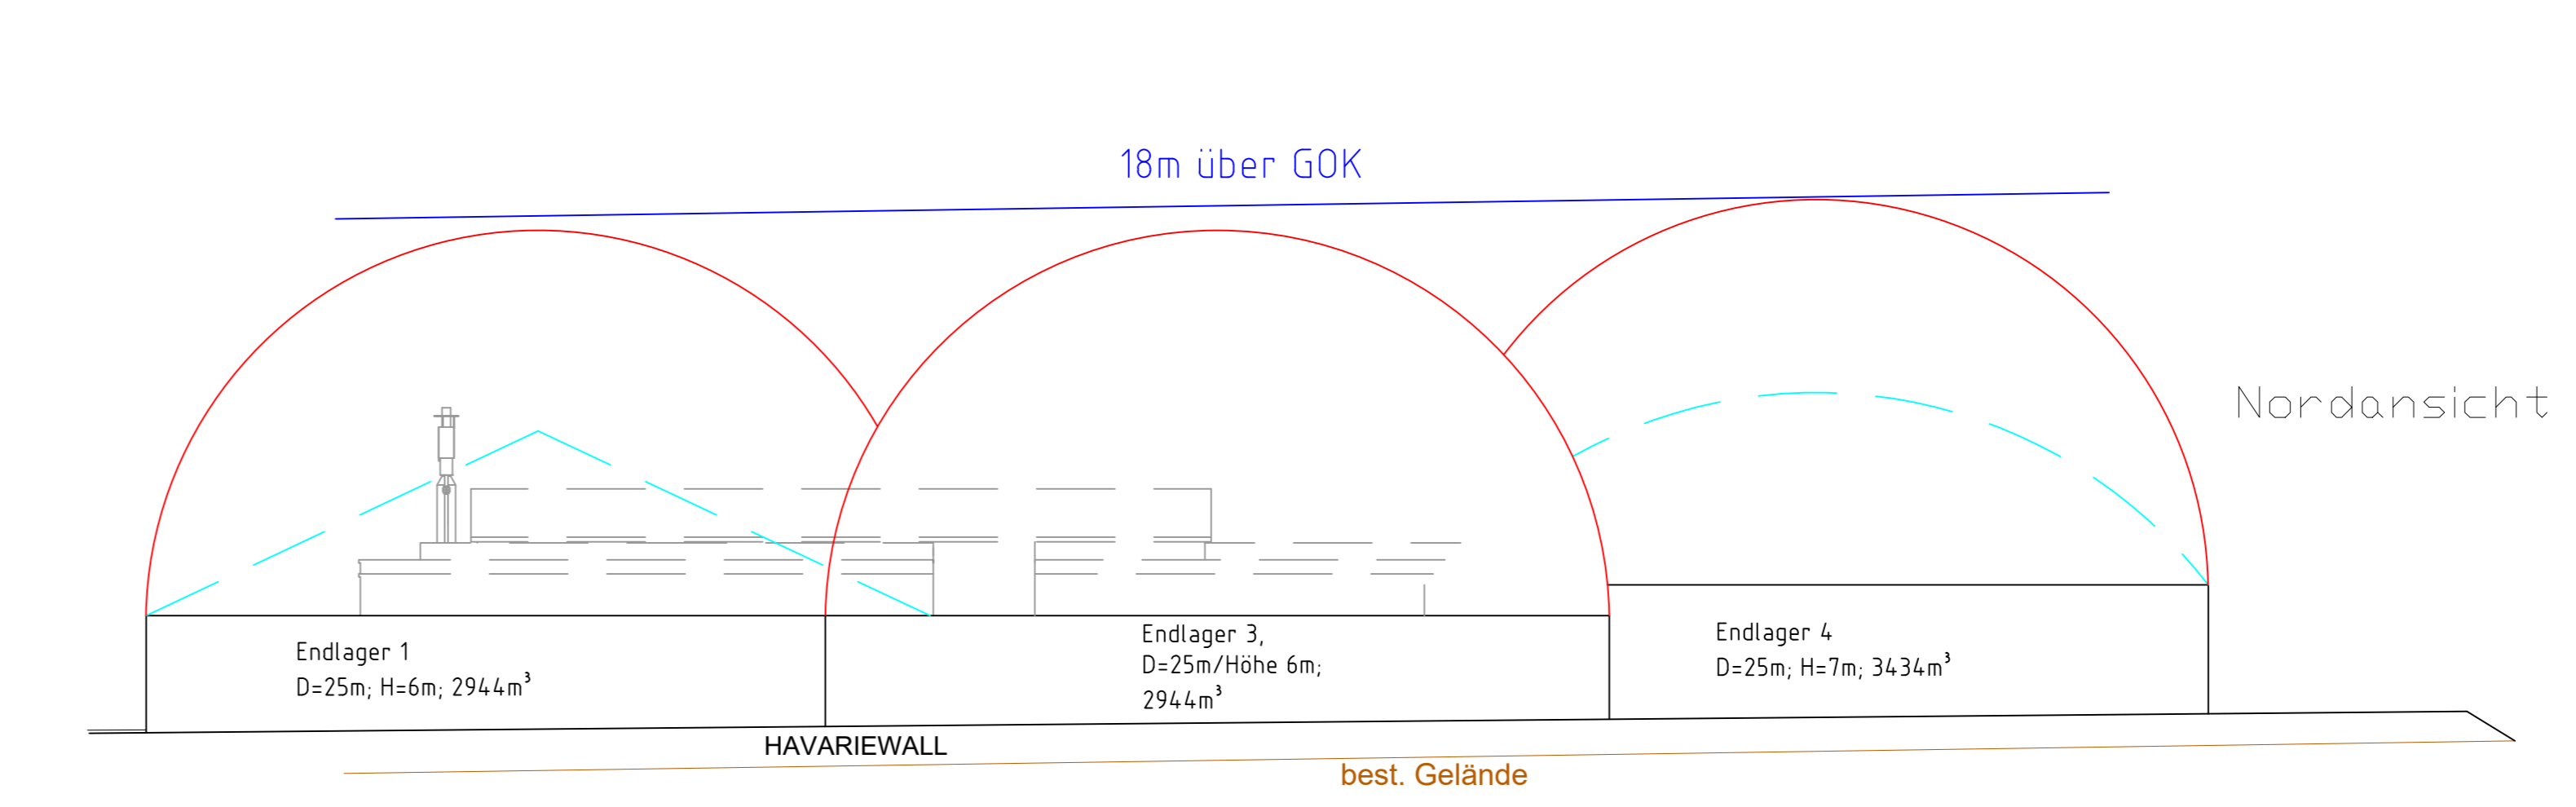 18m über GOK
Nordansicht
Endlager 1
D=25m; H=6m; 2944m³
Endlager 3,
D=25m/Höhe 6m;
2944m³
Endlager 4
D=25m; H=7m; 3434m³
HAVARIEWALL
best. Gelände